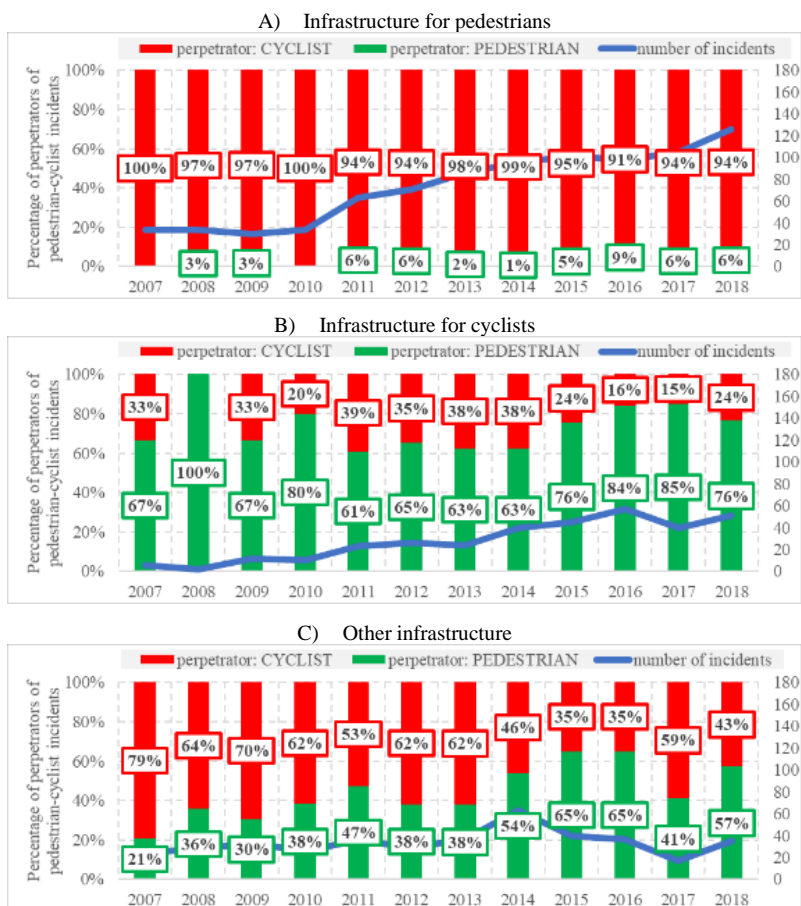 A) Infrastructure for pedestrians
perpetrator: CYCLIST perpetrator: PEDESTRIAN number of incidents
Percentage of perpetrators of
pedestrian-cyclist incidents
100% 180
160
80% 140
120
60% 100
40% 80
60
20% 40
20
0% 0
100% 97% 97% 100% 94% 94% 98% 99% 95% 91% 94% 94%
3% 3% 6% 6% 2% 1% 5% 9% 6% 6%
2007 2008 2009 2010 2011 2012 2013 2014 2015 2016 2017 2018
B) Infrastructure for cyclists
perpetrator: CYCLIST perpetrator: PEDESTRIAN number of incidents
Percentage of perpetrators of
pedestrian-cyclist incidents
100% 180
160
80% 140
120
60% 100
40% 80
60
20% 40
20
0% 0
33% 33% 20% 39% 35% 38% 38% 24% 16% 15% 24%
67% 100% 67% 80% 61% 65% 63% 63% 76% 84% 85% 76%
2007 2008 2009 2010 2011 2012 2013 2014 2015 2016 2017 2018
C) Other infrastructure
perpetrator: CYCLIST perpetrator: PEDESTRIAN number of incidents
Percentage of perpetrators of
pedestrian-cyclist incidents
100% 180
160
80% 140
120
60% 100
40% 80
60
20% 40
20
0% 0
79% 64% 70% 62% 53% 62% 62% 46% 35% 35% 59% 43%
21% 36% 30% 38% 47% 38% 38% 54% 65% 65% 41% 57%
2007 2008 2009 2010 2011 2012 2013 2014 2015 2016 2017 2018